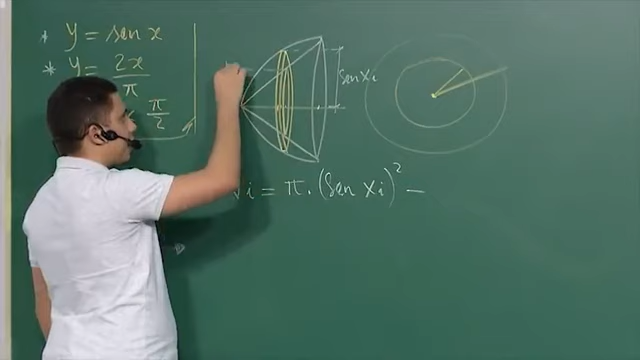 * y = sen x
* y = 2x
π
< π
2
sen xi
i = π . (sen xi)² –